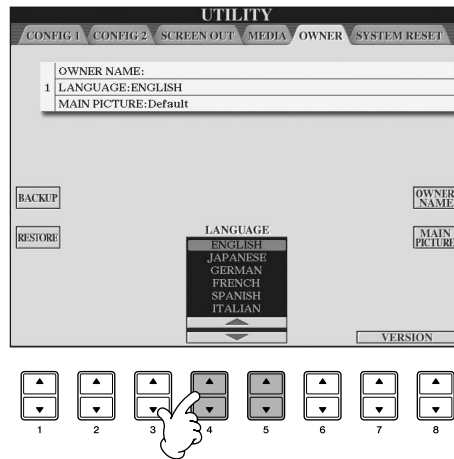 UTILITY
CONFIG 1 CONFIG 2 SCREEN OUT MEDIA OWNER SYSTEM RESET
OWNER NAME:
1 LANGUAGE:ENGLISH
MAIN PICTURE:Default
BACKUP
OWNER
NAME
RESTORE
MAIN
PICTURE
LANGUAGE
ENGLISH
JAPANESE
GERMAN
FRENCH
SPANISH
ITALIAN
VERSION
1 2 3 4 5 6 7 8